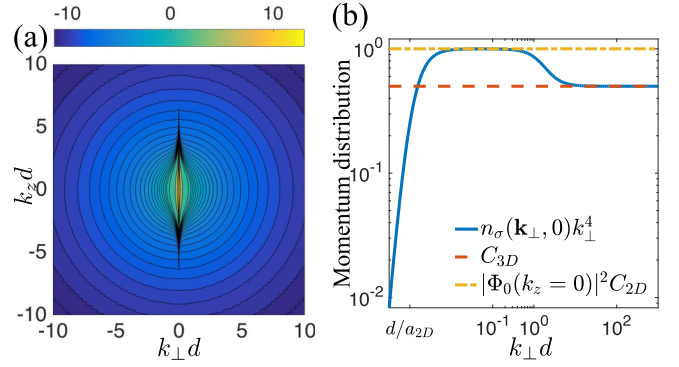 (a)
-10 0 10
10
5
0
-5
-10
-10 -5 0 5 10
k_z d
k_⊥ d
(b)
10^0
10^{-1}
10^{-2}
Momentum distribution
n_σ(𝐤_⊥, 0)k_⊥^4
C_{3D}
|Φ_0(k_z = 0)|^2 C_{2D}
d/a_{2D} 10^{-1} 10^0 10^2
k_⊥ d